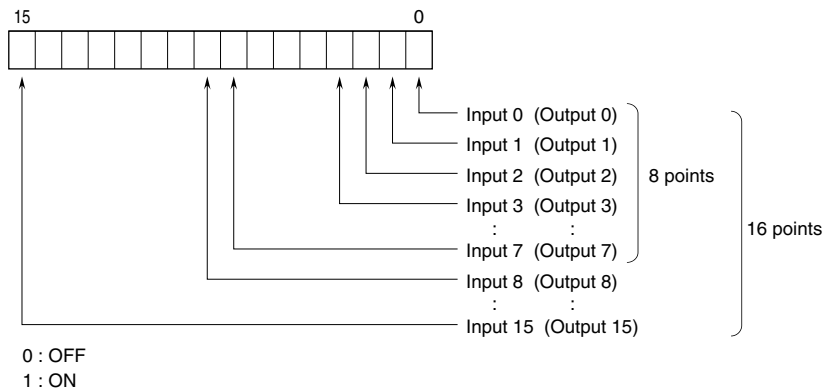 15 0
Input 0 (Output 0)
Input 1 (Output 1)
Input 2 (Output 2)
8 points
Input 3 (Output 3)
: :
16 points
Input 7 (Output 7)
Input 8 (Output 8)
: :
Input 15 (Output 15)
0 : OFF
1 : ON